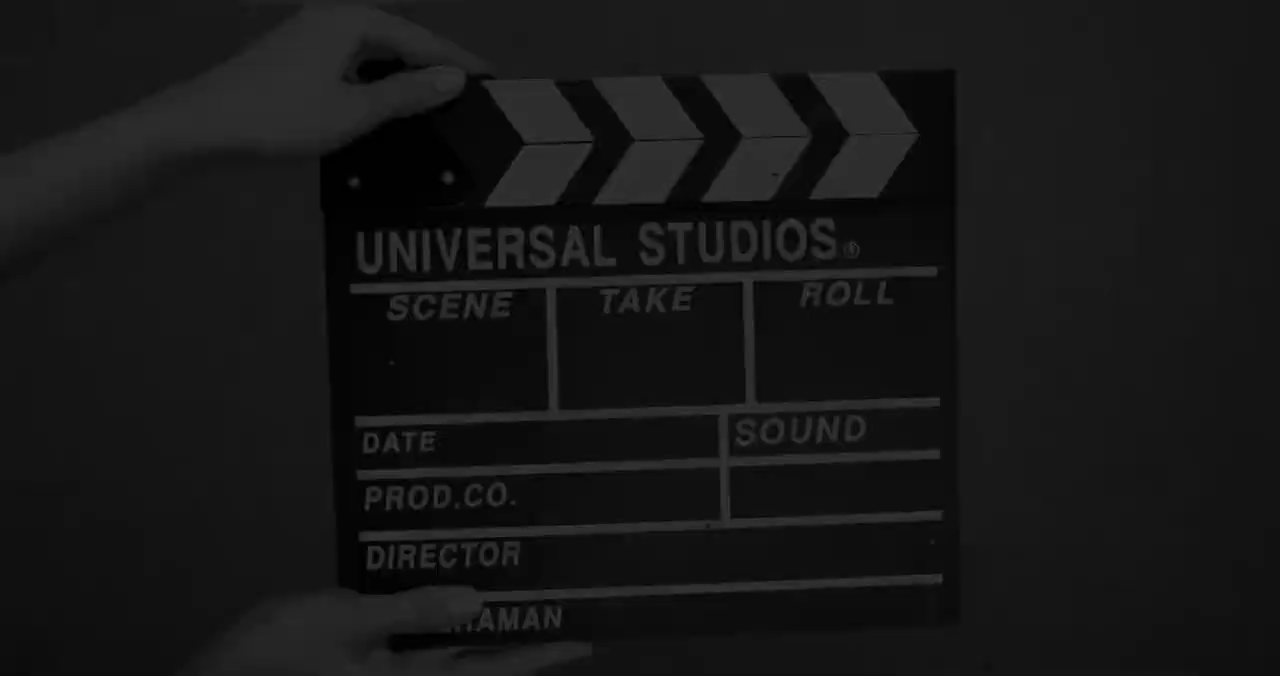 UNIVERSAL STUDIOS®
SCENE TAKE ROLL
DATE SOUND
PROD.CO.
DIRECTOR